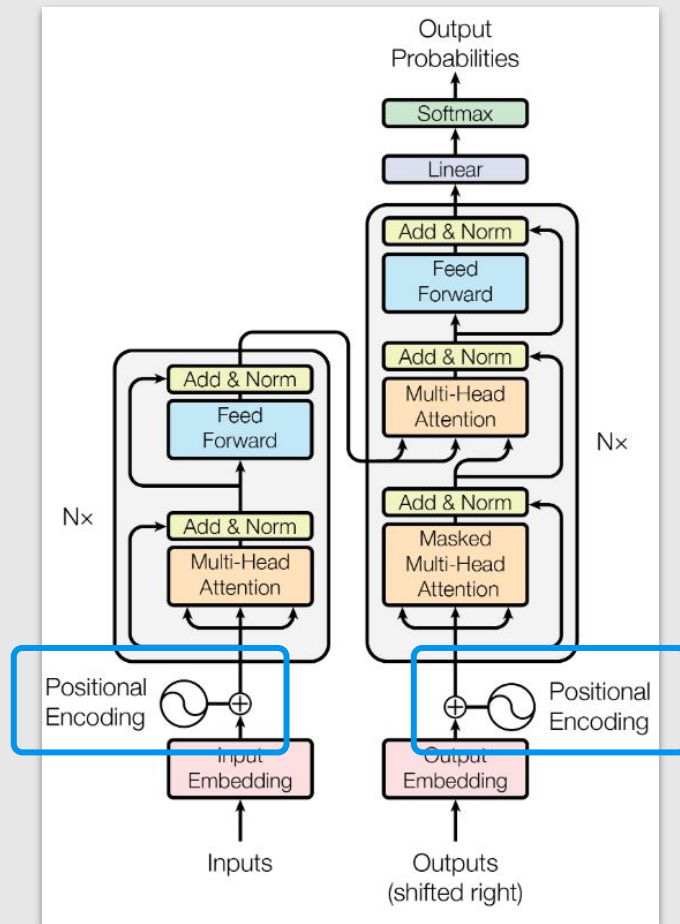 Output
Probabilities
Softmax
Linear
Add & Norm
Feed
Forward
Add & Norm
Multi-Head
Attention
Add & Norm
Masked
Multi-Head
Attention
Nx
Add & Norm
Feed
Forward
Add & Norm
Multi-Head
Attention
Nx
Positional
Encoding
Positional
Encoding
Input
Embedding
Output
Embedding
Inputs
Outputs
(shifted right)